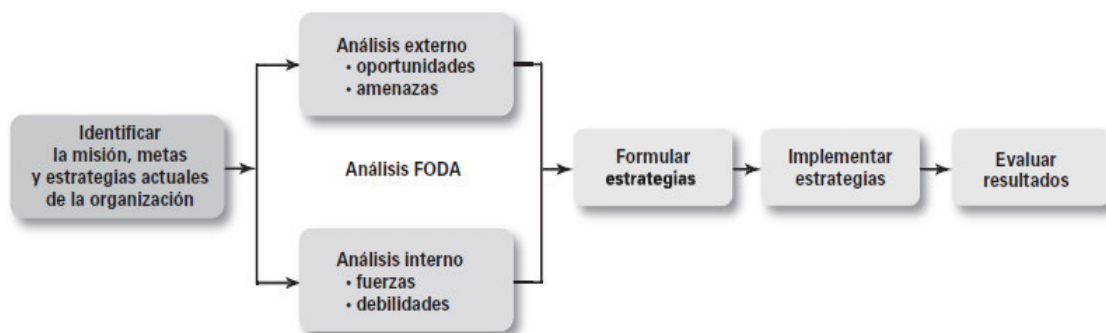 Identificar
la misión, metas
y estrategias actuales
de la organización
Análisis externo
• oportunidades
• amenazas
Análisis FODA
Análisis interno
• fuerzas
• debilidades
Formular
estrategias
Implementar
estrategias
Evaluar
resultados